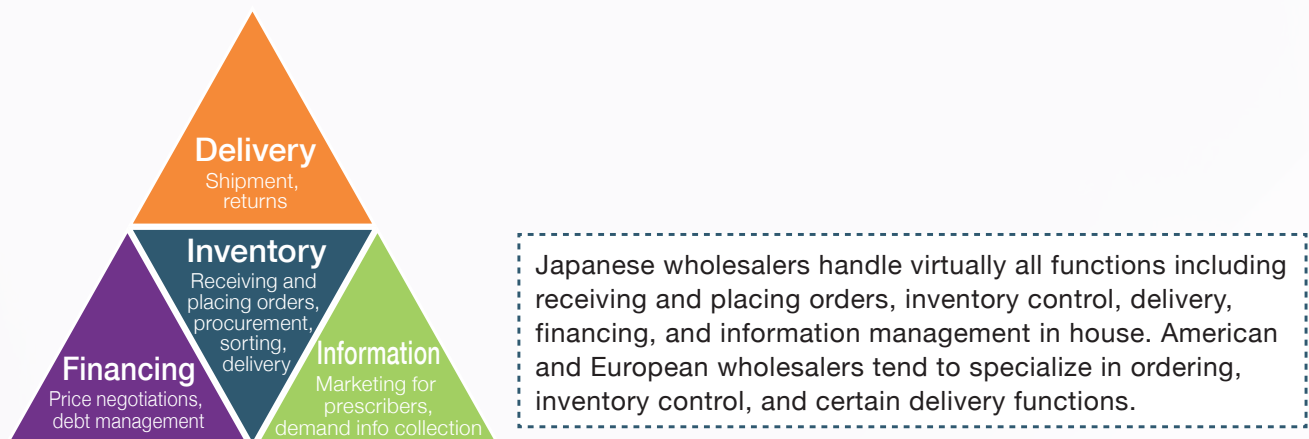 Delivery
Shipment,
returns
Inventory
Receiving and
placing orders,
procurement,
sorting,
delivery
Financing
Price negotiations,
debt management
Information
Marketing for
prescribers,
demand info collection
Japanese wholesalers handle virtually all functions including
receiving and placing orders, inventory control, delivery,
financing, and information management in house. American
and European wholesalers tend to specialize in ordering,
inventory control, and certain delivery functions.